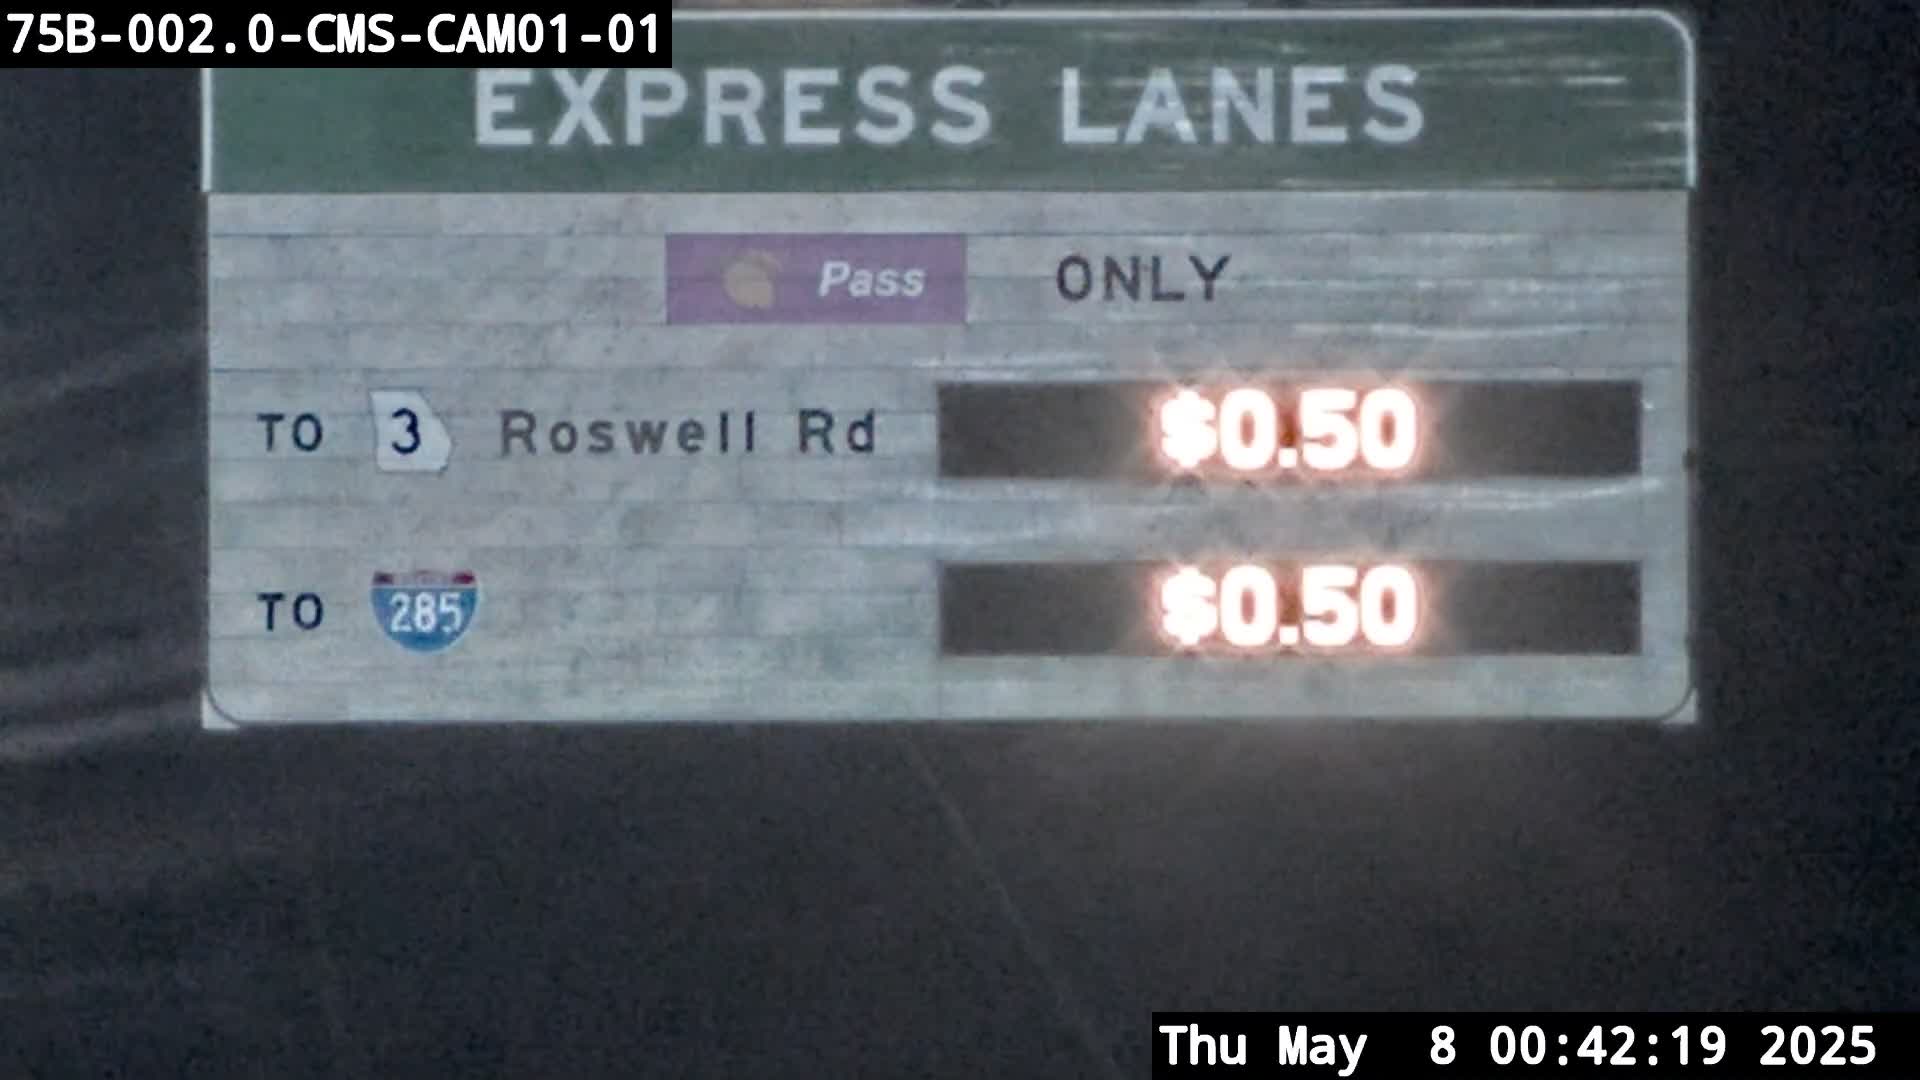 75B-002.0-CMS-CAM01-01
EXPRESS LANES
Pass ONLY
TO 3 Roswell Rd $0.50
TO 285 $0.50
Thu May 8 00:42:19 2025